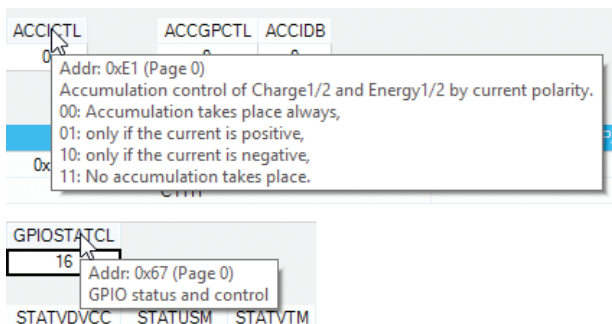 ACCICTL ACCGPCTL ACCIDB
Addr: 0xE1 (Page 0)
Accumulation control of Charge1/2 and Energy1/2 by current polarity.
00: Accumulation takes place always,
01: only if the current is positive,
10: only if the current is negative,
11: No accumulation takes place.
0x
GPIOSTATCL
16
Addr: 0x67 (Page 0)
GPIO status and control
STATVDVCC STATUSM STATVTM